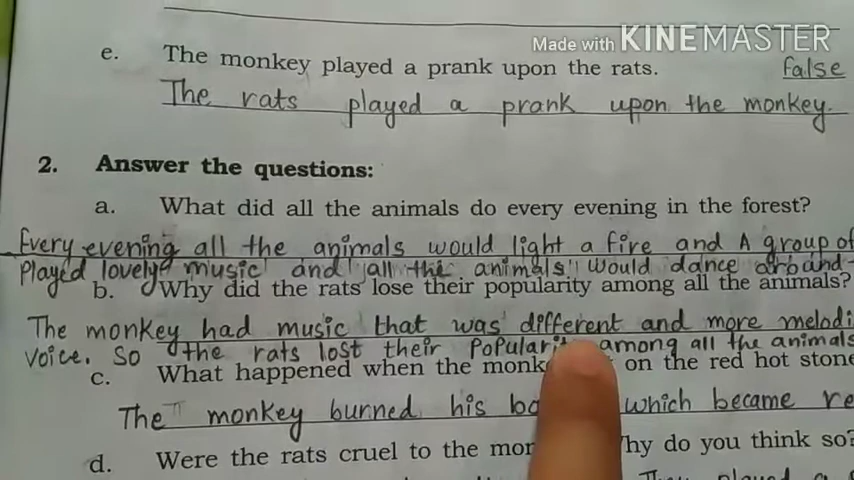 Made with KINEMASTER
e. The monkey played a prank upon the rats. false
The rats played a prank upon the monkey.
2. Answer the questions:
a. What did all the animals do every evening in the forest?
Every evening all the animals would light a fire and A group of
Played lovely music and all the animals would dance around
b. Why did the rats lose their popularity among all the animals?
The monkey had music that was different and more melodi
voice. So the rats lost their Popularity among all the animals
c. What happened when the monk on the red hot stone
The monkey burned his which became re
d. Were the rats cruel to the mon Why do you think so?
They played a